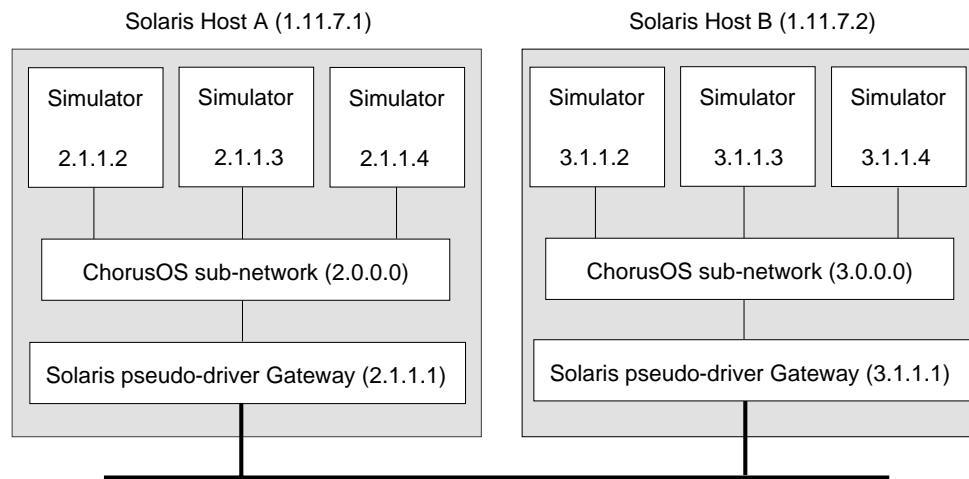 Solaris Host A (1.11.7.1)
Simulator
2.1.1.2
Simulator
2.1.1.3
Simulator
2.1.1.4
ChorusOS sub-network (2.0.0.0)
Solaris pseudo-driver Gateway (2.1.1.1)
Solaris Host B (1.11.7.2)
Simulator
3.1.1.2
Simulator
3.1.1.3
Simulator
3.1.1.4
ChorusOS sub-network (3.0.0.0)
Solaris pseudo-driver Gateway (3.1.1.1)